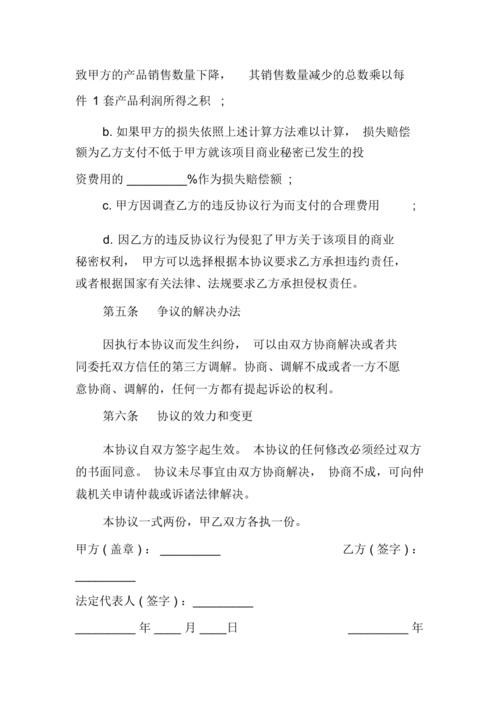 致甲方的产品销售数量下降， 其销售数量减少的总数乘以每
件 1 套产品利润所得之积 ；
b. 如果甲方的损失依照上述计算方法难以计算， 损失赔偿
额为乙方支付不低于甲方就该项目商业秘密已发生的投
资费用的 _________%作为损失赔偿额 ；
c. 甲方因调查乙方的违反协议行为而支付的合理费用 ；
d. 因乙方的违反协议行为侵犯了甲方关于该项目的商业
秘密权利， 甲方可以选择根据本协议要求乙方承担违约责任，
或者根据国家有关法律、法规要求乙方承担侵权责任。
第五条 争议的解决办法
因执行本协议而发生纠纷， 可以由双方协商解决或者共
同委托双方信任的第三方调解。协商、调解不成或者一方不愿
意协商、调解的，任何一方都有提起诉讼的权利。
第六条 协议的效力和变更
本协议自双方签字起生效。 本协议的任何修改必须经过双方
的书面同意。 协议未尽事宜由双方协商解决， 协商不成，可向仲
裁机关申请仲裁或诉诸法律解决。
本协议一式两份，甲乙双方各执一份。
甲方 ( 盖章 )： _________ 乙方 ( 签字 )：
_________
法定代表人 ( 签字 )：_________
_________ 年 ____ 月 ____日 _________ 年